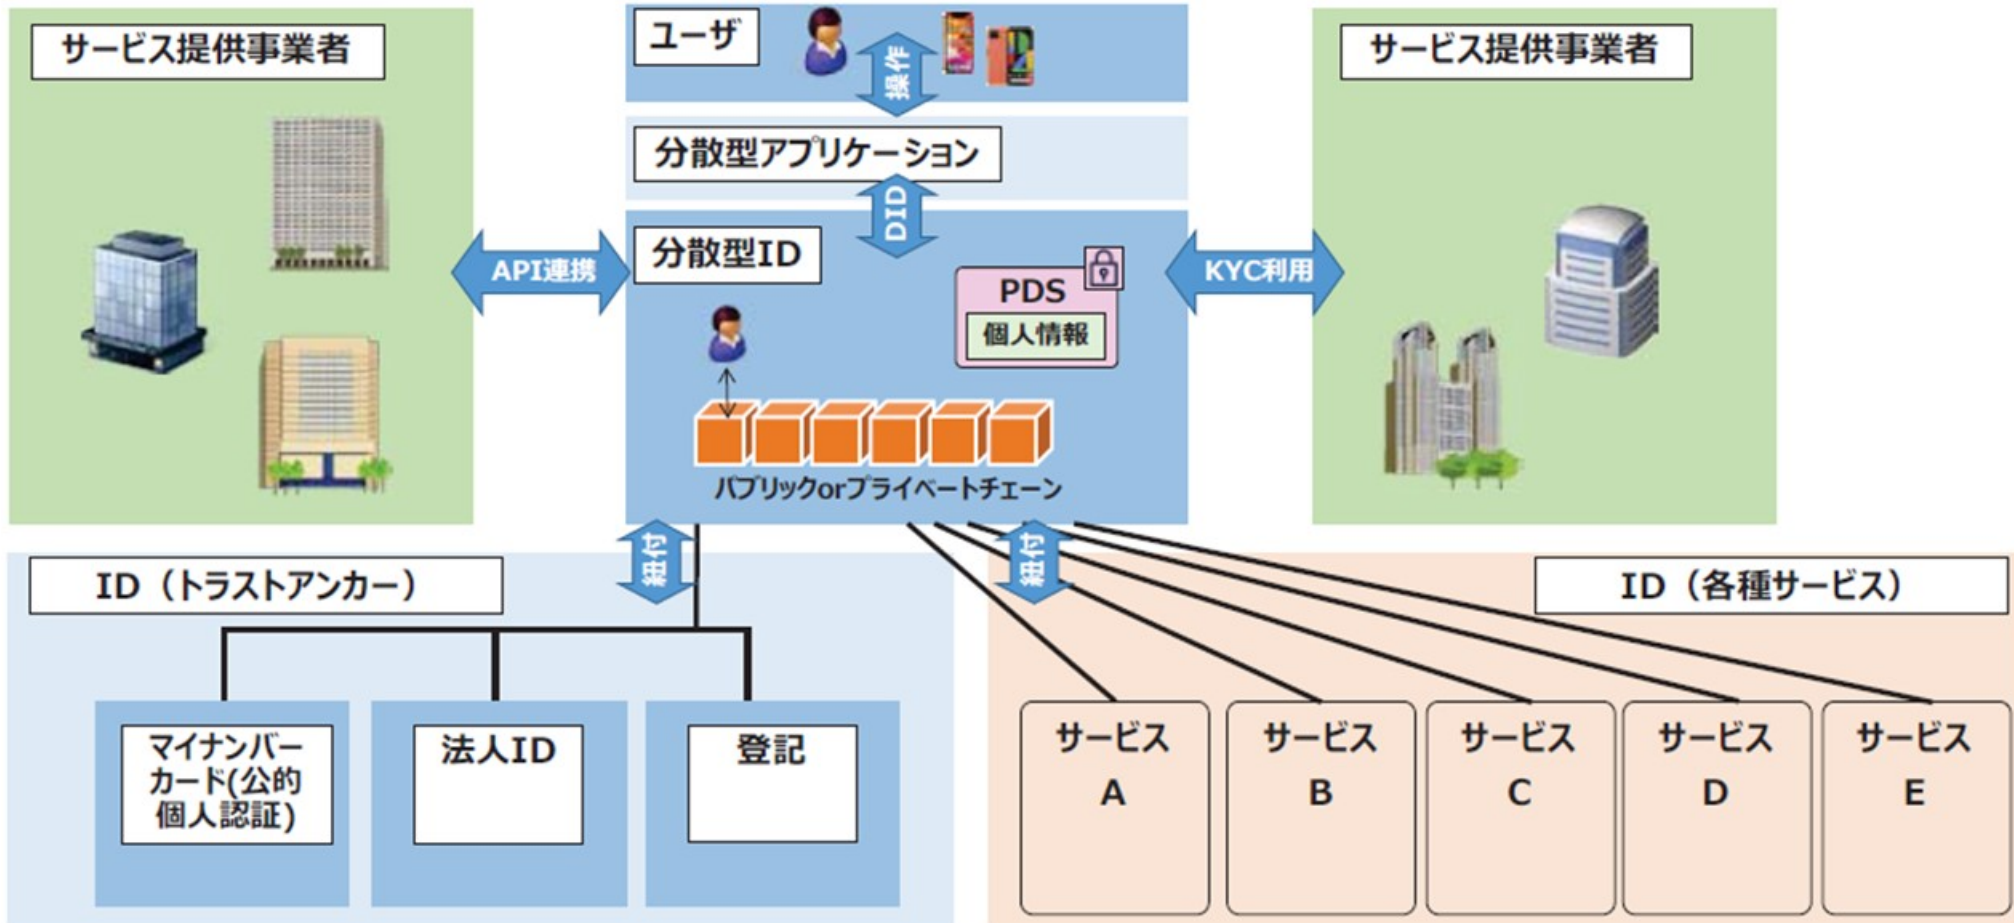 サービス提供事業者
ユーザ
操作
サービス提供事業者
分散型アプリケーション
DID
分散型ID
PDS
個人情報
API連携
KYC利用
パブリックorプライベートチェーン
紐付
紐付
ID（トラストアンカー）
ID（各種サービス）
マイナンバー
カード(公的
個人認証)
法人ID
登記
サービス
A
サービス
B
サービス
C
サービス
D
サービス
E